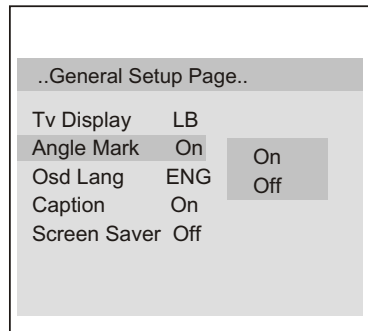 ..General Setup Page..
Tv Display LB
Angle Mark On
Osd Lang ENG
Caption On
Screen Saver Off
On
Off